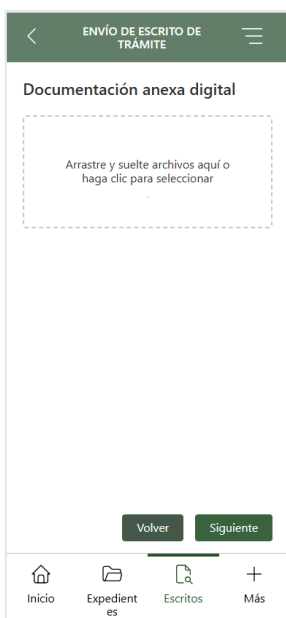 ENVÍO DE ESCRITO DE
TRÁMITE
Documentación anexa digital
Arrastre y suelte archivos aquí o
haga clic para seleccionar
.
Volver
Siguiente
Inicio
Expedient
es
Escritos
Más